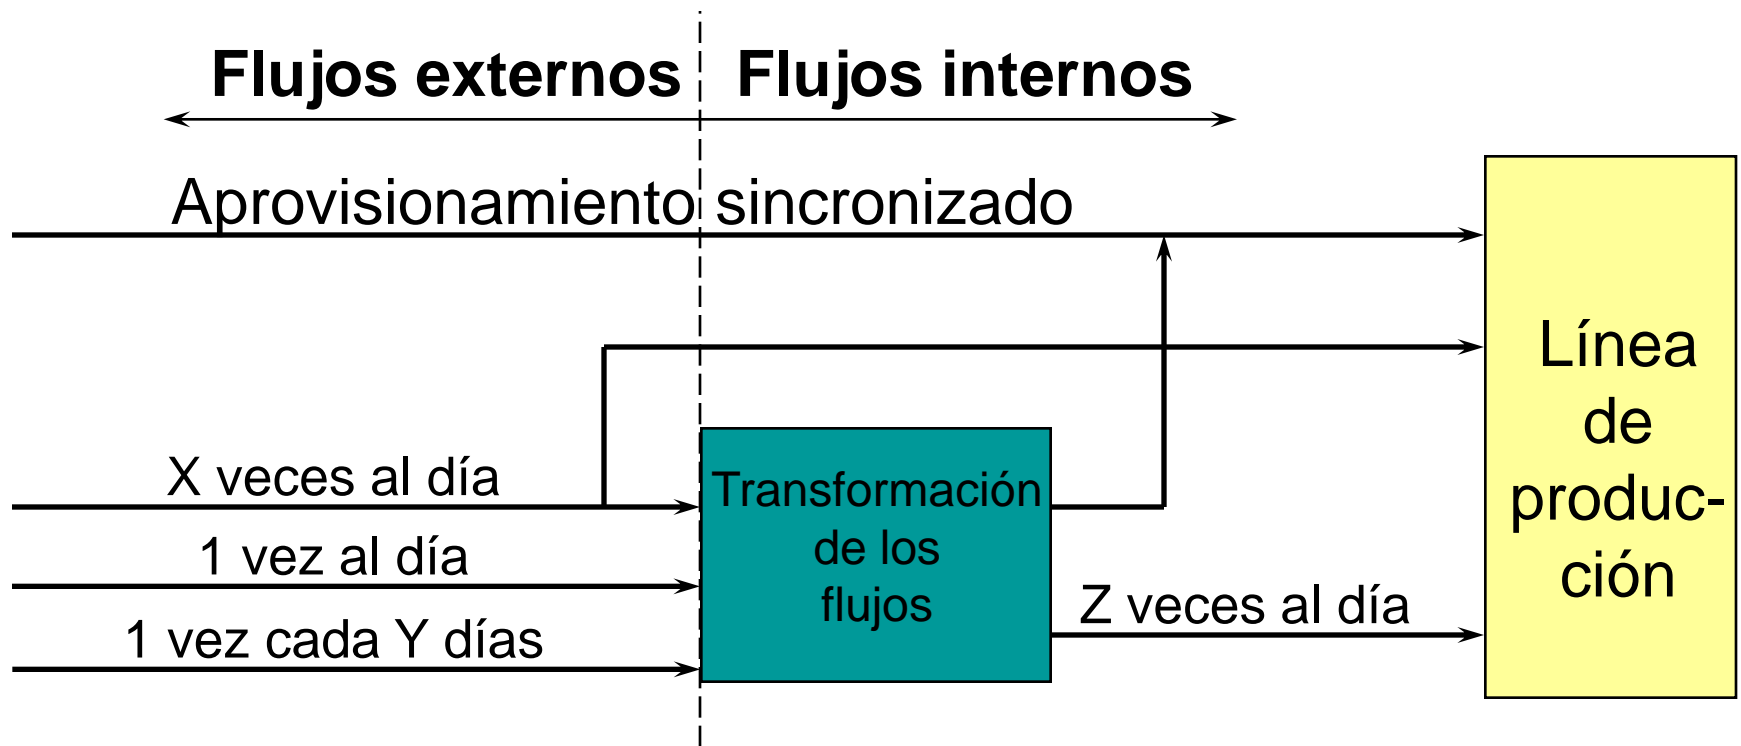 Flujos externos
Flujos internos
Aprovisionamiento sincronizado
X veces al día
1 vez al día
1 vez cada Y días
Transformación
de los
flujos
Z veces al día
Línea
de
produc-
ción